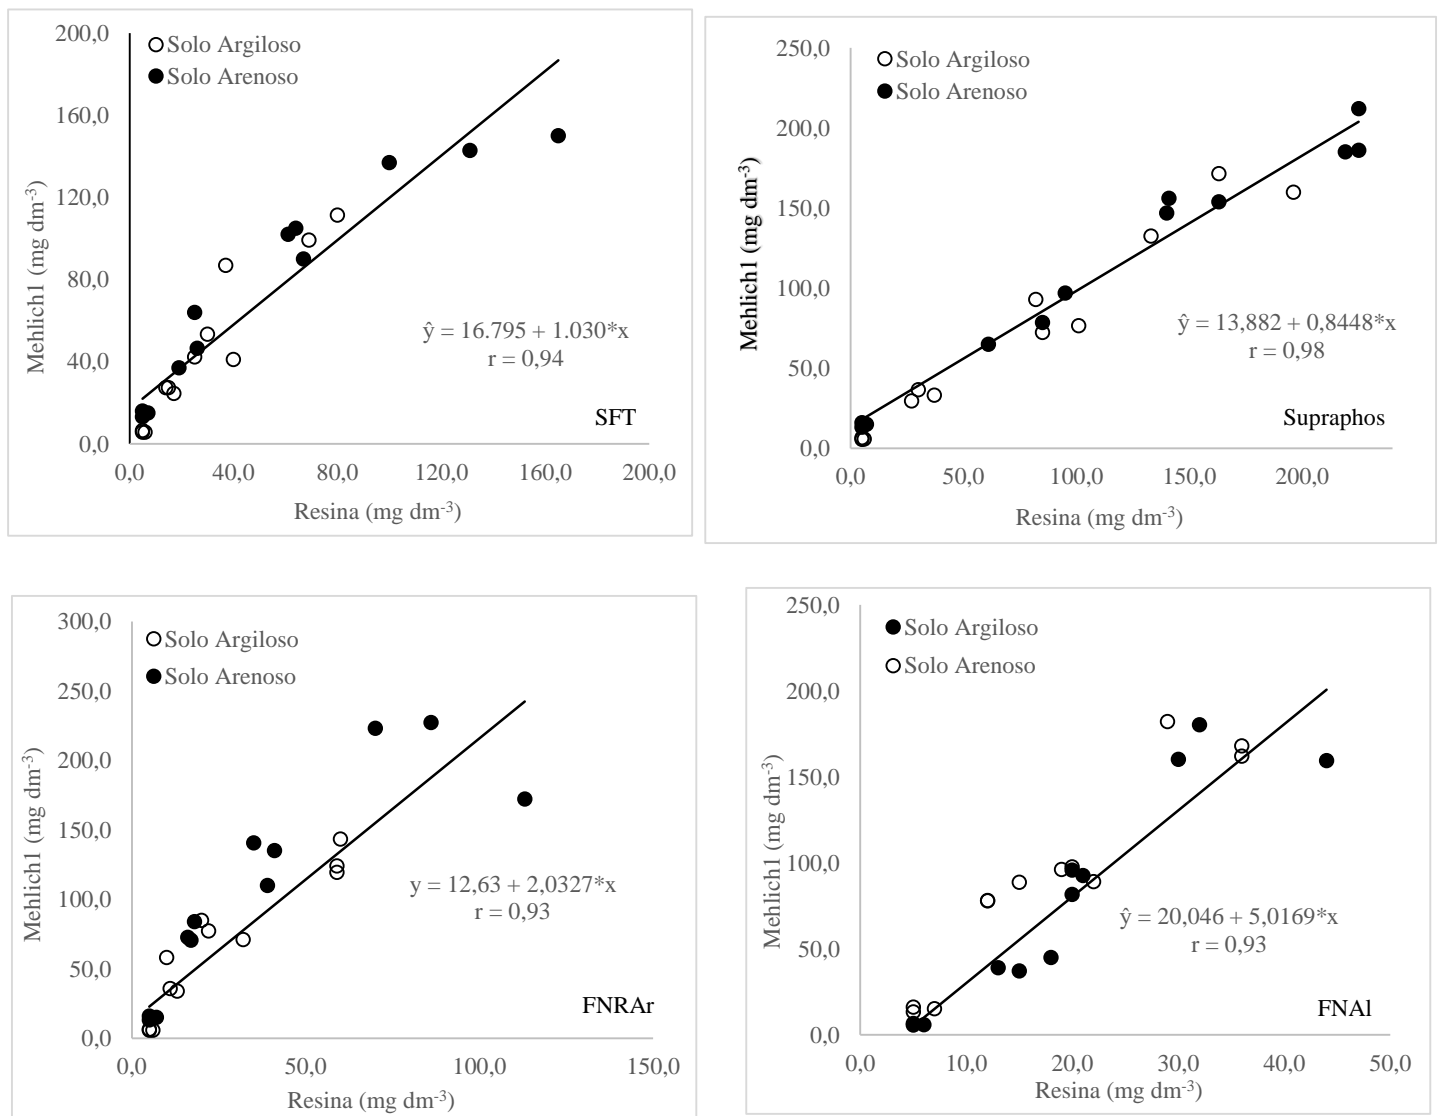 200,0
160,0
120,0
80,0
40,0
0,0
Mehlich1 (mg dm-3)
Solo Argiloso
Solo Arenoso
ŷ = 16.795 + 1.030*x
r = 0,94
SFT
0,0 40,0 80,0 120,0 160,0 200,0
Resina (mg dm-3)
250,0
200,0
150,0
100,0
50,0
0,0
Mehlich1 (mg dm-3)
Solo Argiloso
Solo Arenoso
ŷ = 13,882 + 0,8448*x
r = 0,98
Supraphos
0,0 50,0 100,0 150,0 200,0
Resina (mg dm-3)
300,0
250,0
200,0
150,0
100,0
50,0
0,0
Mehlich1 (mg dm-3)
Solo Argiloso
Solo Arenoso
y = 12,63 + 2,0327*x
r = 0,93
FNRAr
0,0 50,0 100,0 150,0
Resina (mg dm-3)
250,0
200,0
150,0
100,0
50,0
0,0
Mehlich1 (mg dm-3)
Solo Argiloso
Solo Arenoso
ŷ = 20,046 + 5,0169*x
r = 0,93
FNAl
0,0 10,0 20,0 30,0 40,0 50,0
Resina (mg dm-3)